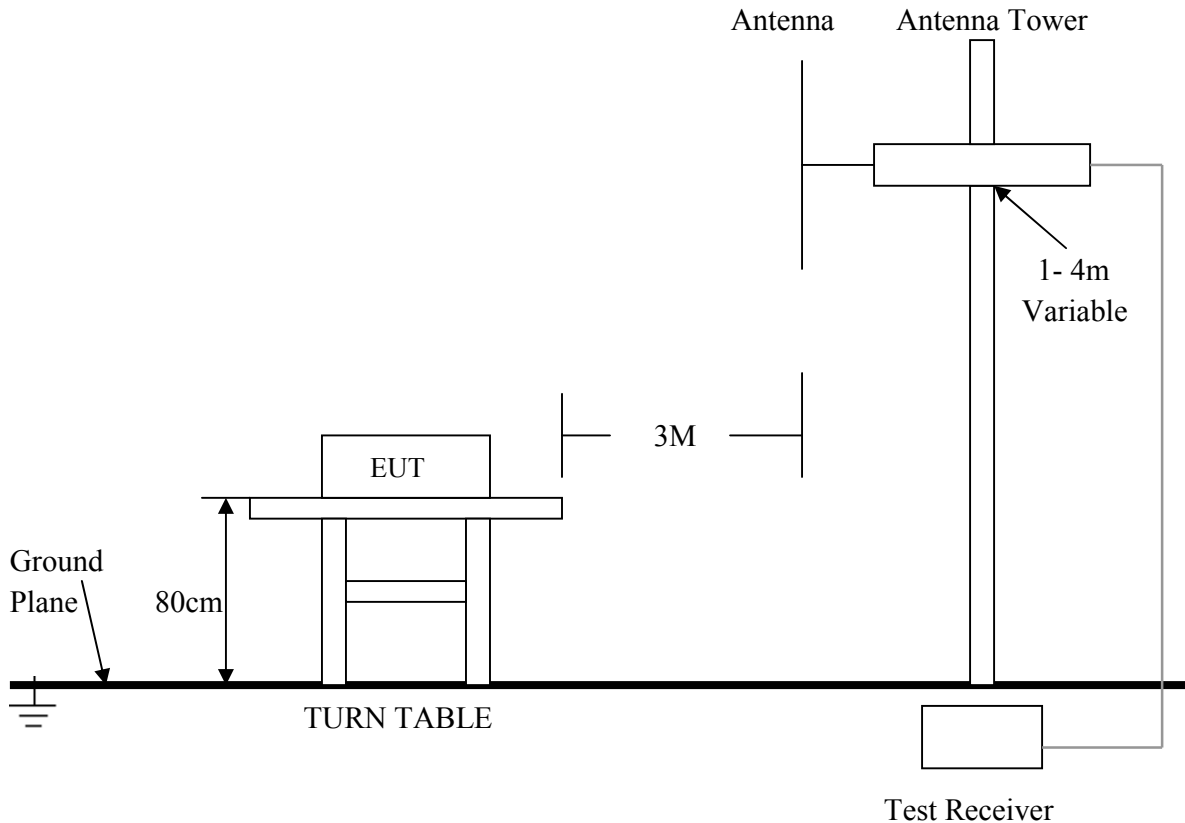 Antenna
Antenna Tower
1- 4m
Variable
3M
EUT
Ground
Plane
80cm
TURN TABLE
Test Receiver